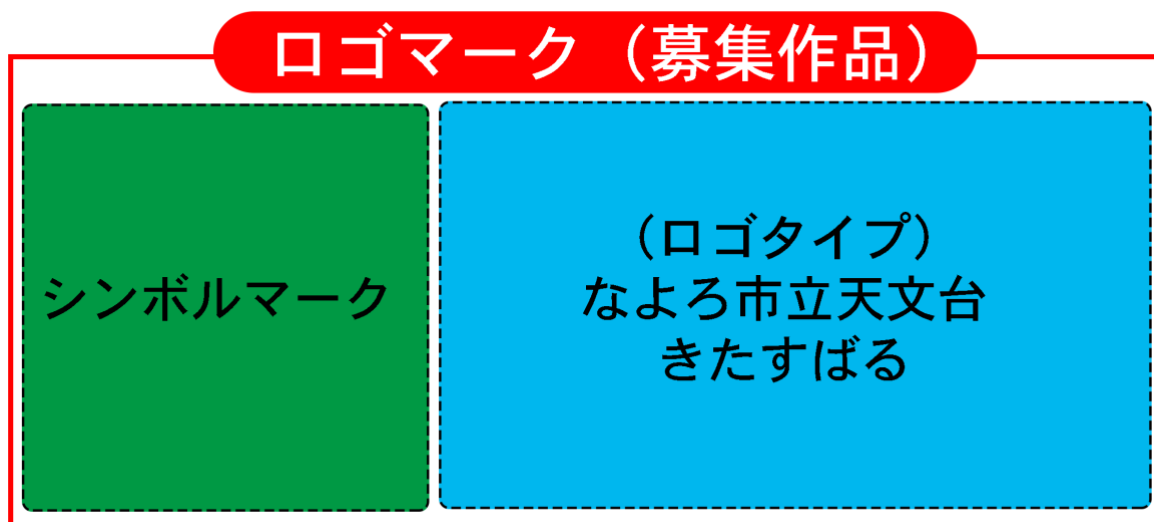 ロゴマーク（募集作品）
シンボルマーク
（ロゴタイプ）
なよろ市立天文台
きたすばる